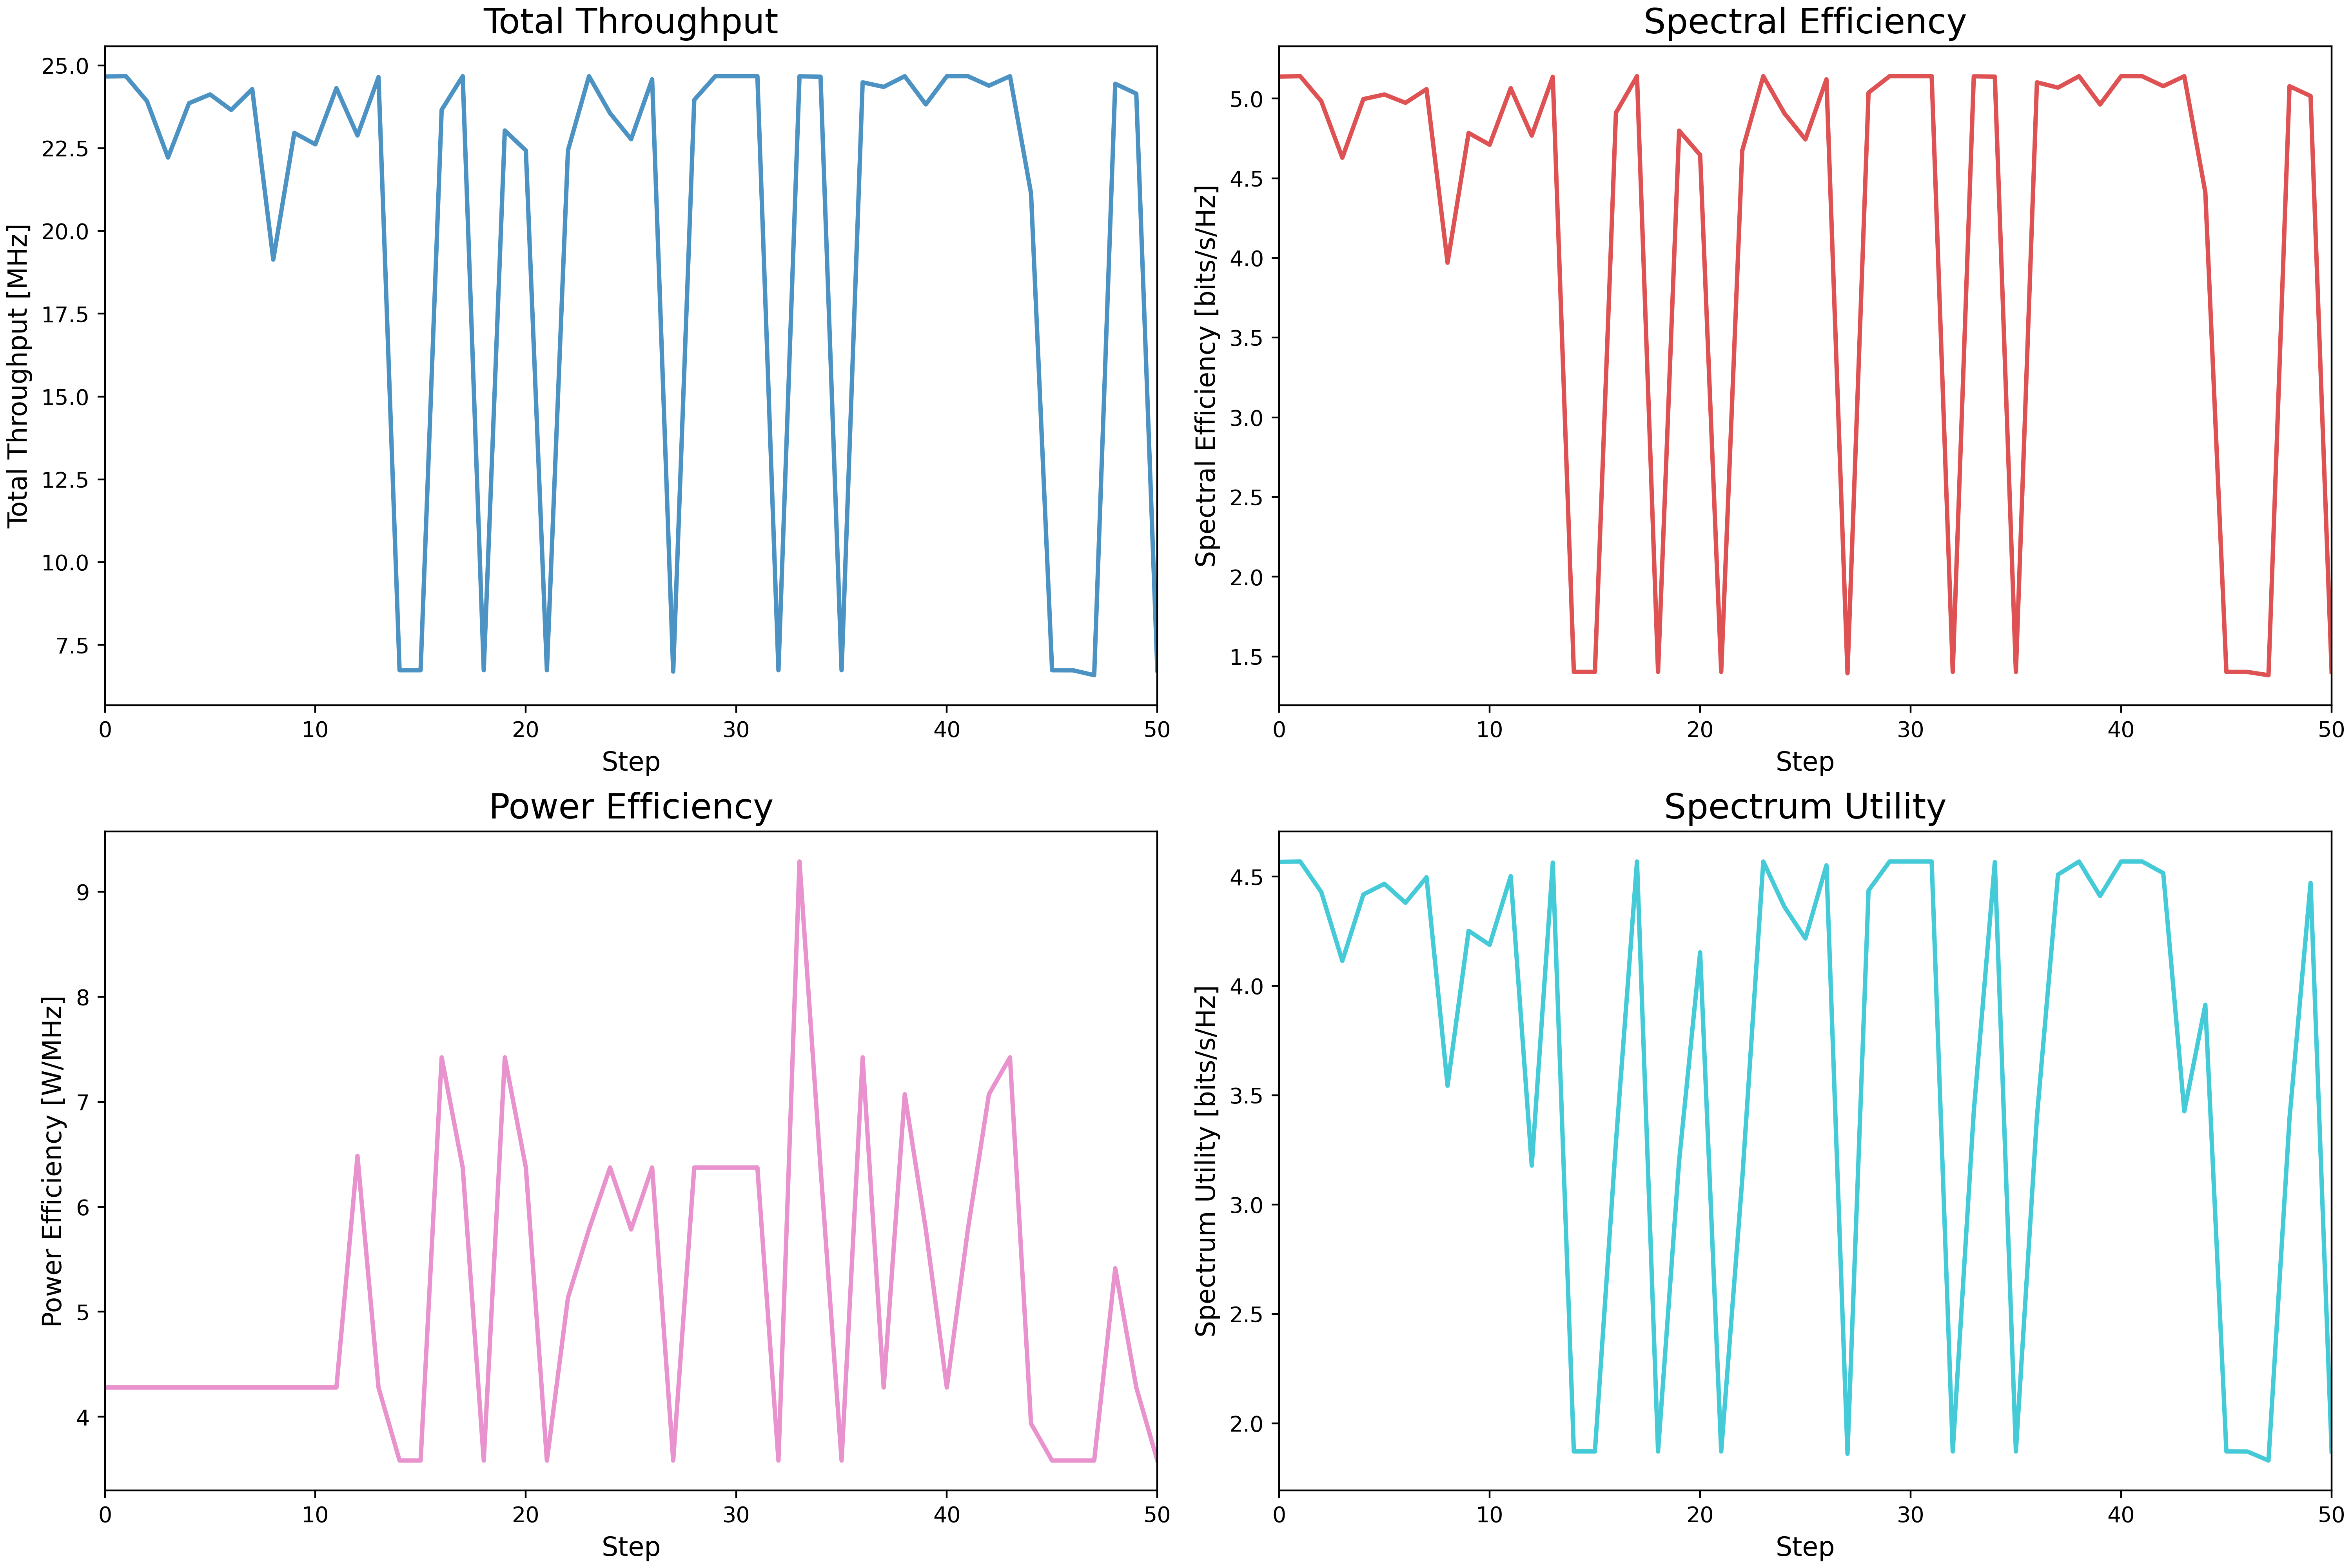 Total Throughput
Total Throughput [MHz]
25.0
22.5
20.0
17.5
15.0
12.5
10.0
7.5
0 10 20 30 40 50
Step
Spectral Efficiency
Spectral Efficiency [bits/s/Hz]
5.0
4.5
4.0
3.5
3.0
2.5
2.0
1.5
0 10 20 30 40 50
Step
Power Efficiency
Power Efficiency [W/MHz]
9
8
7
6
5
4
0 10 20 30 40 50
Step
Spectrum Utility
Spectrum Utility [bits/s/Hz]
4.5
4.0
3.5
3.0
2.5
2.0
0 10 20 30 40 50
Step